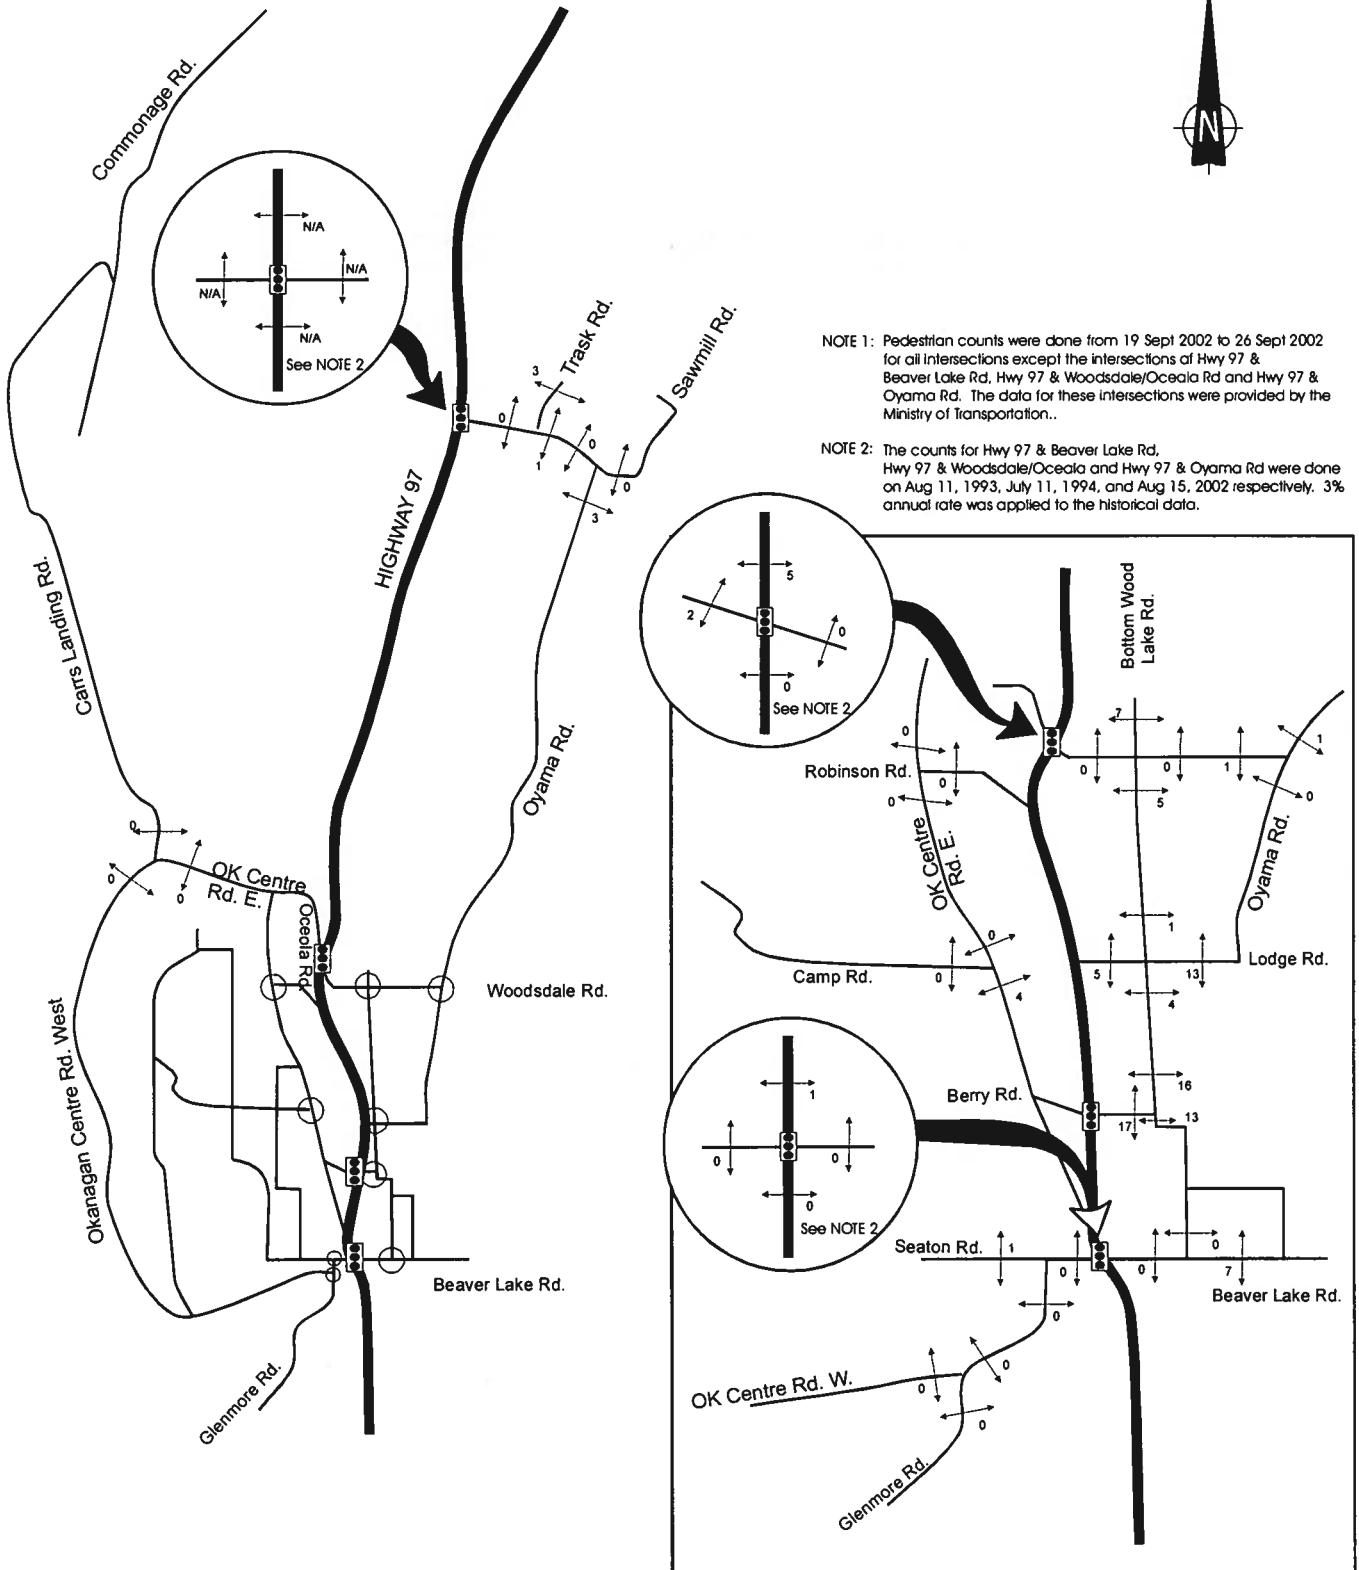 N
Commonage Rd.
N/A
N/A
N/A
N/A
See NOTE 2
Trask Rd.
Sawmill Rd.
3
0
1
0
0
3
HIGHWAY 97
Carrs Landing Rd.
Oyama Rd.
0
0
0
OK Centre
Rd. E.
Oceola Rd.
Woodsdale Rd.
Okanagan Centre Rd. West
Beaver Lake Rd.
Glenmore Rd.
NOTE 1: Pedestrian counts were done from 19 Sept 2002 to 26 Sept 2002
for all intersections except the intersections of Hwy 97 &
Beaver Lake Rd, Hwy 97 & Woodsdale/Oceola Rd and Hwy 97 &
Oyama Rd. The data for these intersections were provided by the
Ministry of Transportation..
NOTE 2: The counts for Hwy 97 & Beaver Lake Rd,
Hwy 97 & Woodsdale/Oceola and Hwy 97 & Oyama Rd were done
on Aug 11, 1993, July 11, 1994, and Aug 15, 2002 respectively. 3%
annual rate was applied to the historical data.
5
2
0
0
See NOTE 2
Bottom Wood
Lake Rd.
7
0
0
1
1
0
5
0
Robinson Rd.
0
0
OK Centre
Rd. E.
Oyama Rd.
1
0
Camp Rd.
0
4
5
13
Lodge Rd.
4
Berry Rd.
16
17
13
1
0
0
0
See NOTE 2
Seaton Rd.
1
0
0
0
7
Beaver Lake Rd.
0
0
OK Centre Rd. W.
0
0
Glenmore Rd.